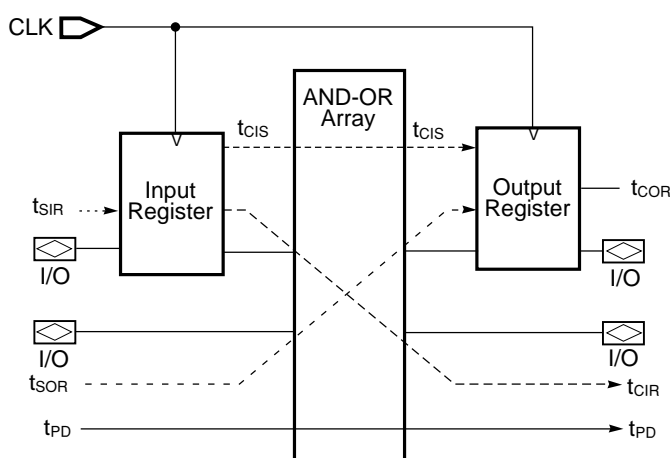 CLK
AND-OR
Array
tCIS
tCIS
Input
Register
Output
Register
tSIR
tCOR
I/O
I/O
I/O
I/O
tSOR
tCIR
tPD
tPD